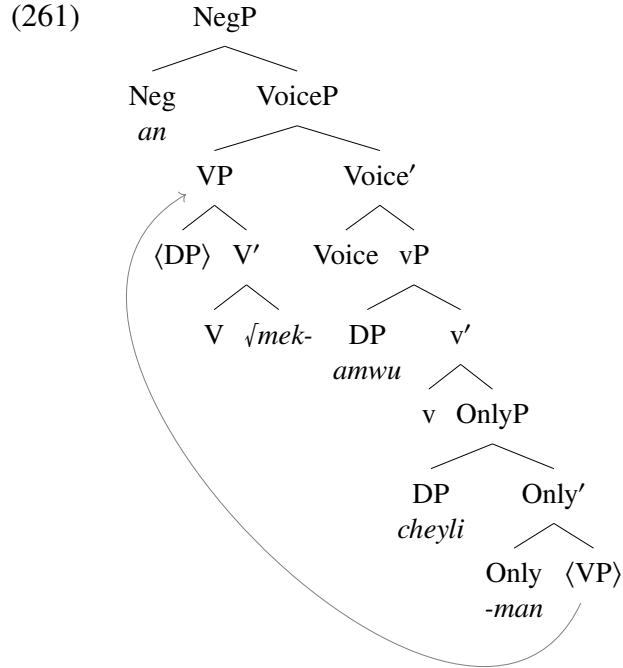 (261) NegP
Neg VoiceP
an
VP Voice′
⟨DP⟩ V′ Voice vP
V √mek- DP v′
amwu
v OnlyP
DP Only′
cheyli
Only ⟨VP⟩
-man